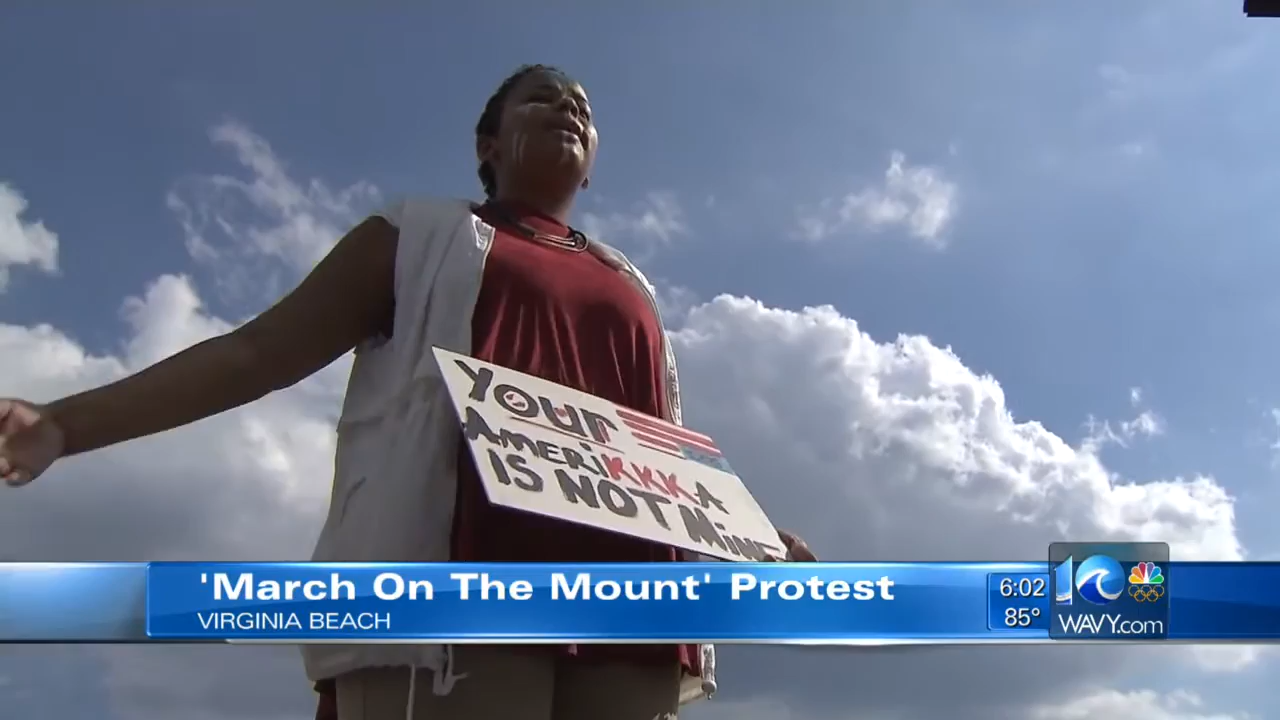 YOUr
AMERiKKKA
IS NOT MiNE
'March On The Mount' Protest
VIRGINIA BEACH
6:02
85°
10
WAVY.com